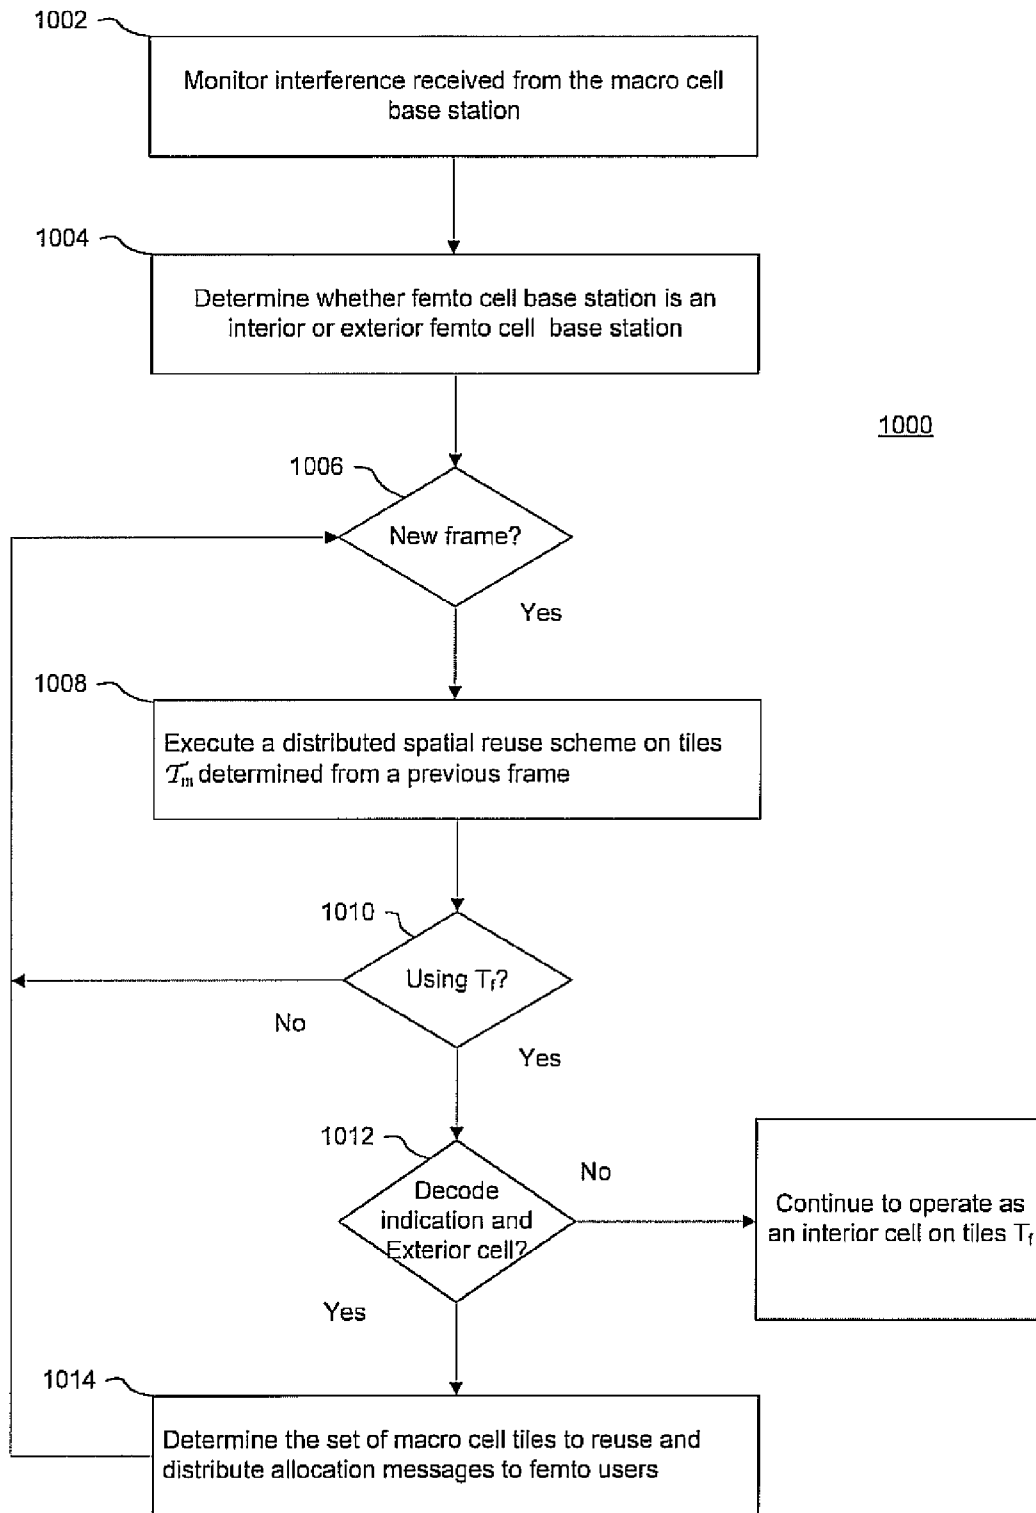 1002
Monitor interference received from the macro cell
base station
1004
Determine whether femto cell base station is an
interior or exterior femto cell base station
1000
1006
New frame?
Yes
1008
Execute a distributed spatial reuse scheme on tiles
𝒯ₘ determined from a previous frame
1010
Using Tf?
No
Yes
1012
Decode
indication and
Exterior cell?
No
Continue to operate as
an interior cell on tiles Tf
Yes
1014
Determine the set of macro cell tiles to reuse and
distribute allocation messages to femto users